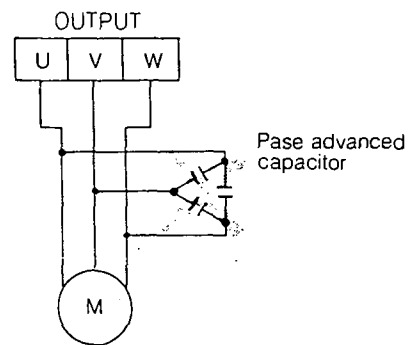 OUTPUT
U V W
Pase advanced
capacitor
M